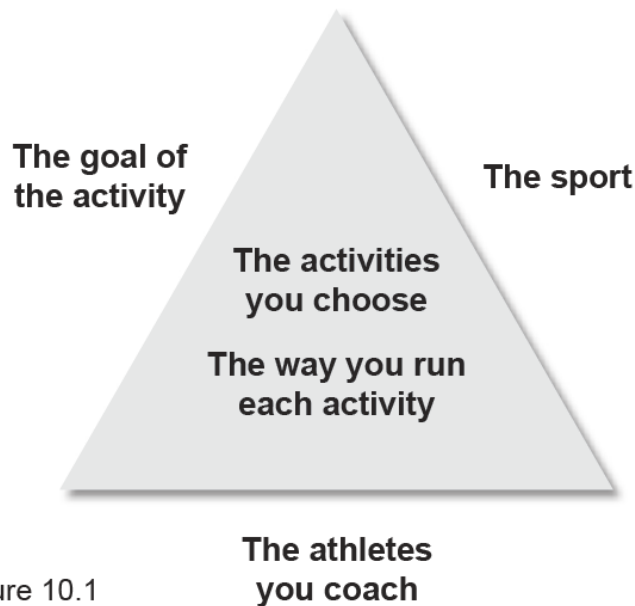 The goal of
the activity
The sport
The activities
you choose
The way you run
each activity
The athletes
you coach
ure 10.1